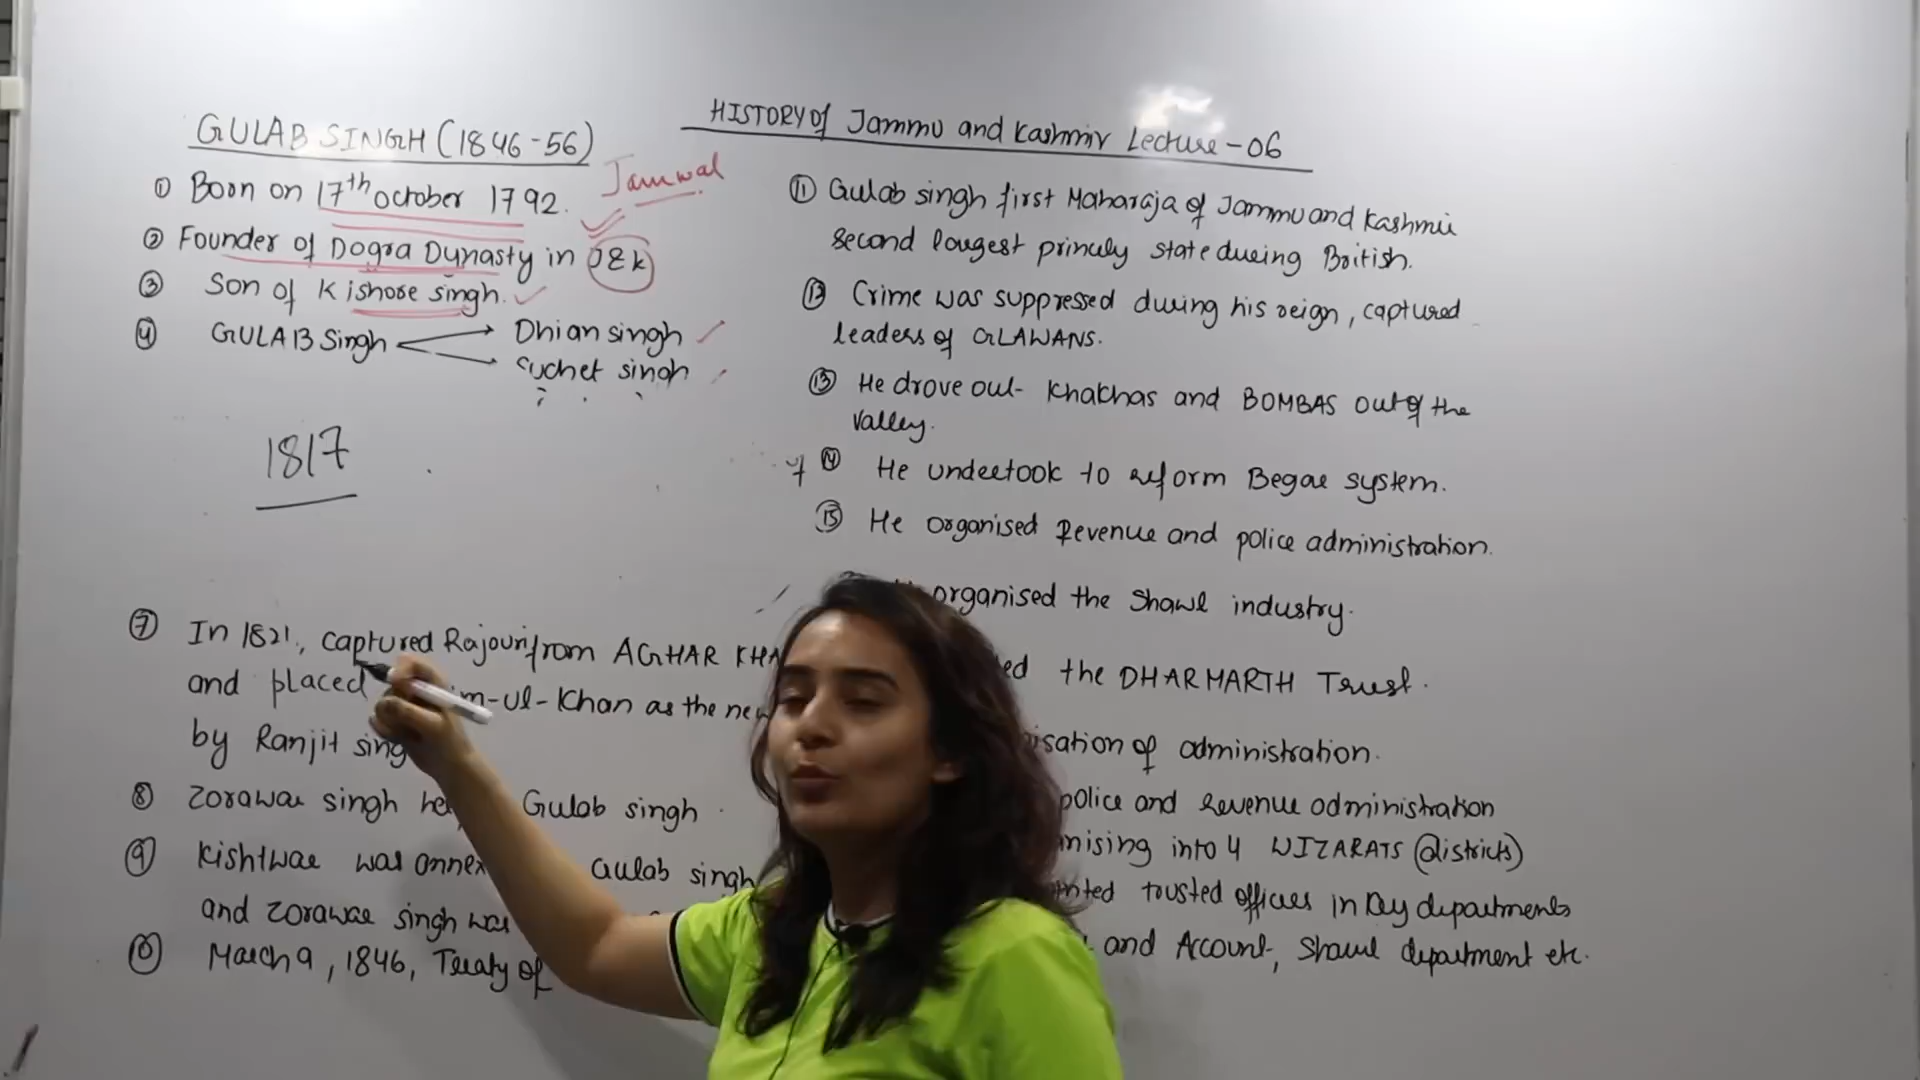 HISTORY of Jammu and Kashmir Lecture-06
GULAB SINGH (1846-56)
① Born on 17th october 1792.
Jamwal
② Founder of Dogra Dynasty in J&K
③ Son of Kishore singh.
④ GULAB Singh
Dhian singh
Suchet singh
1817
⑦ In 1821, captured Rajouri from AGHAR
and placed -ul-Khan as the new
by Ranjit
⑧ Zorawar singh Gulab singh.
⑨ Kishtwar was Gulab singh
and Zorawar singh was
⑩ March 9, 1846, Treaty of
⑪ Gulab singh first Maharaja of Jammu and Kashmir
second largest princely state during British.
⑫ Crime was suppressed during his reign, captured
leaders of GLAWANS.
⑬ He drove out Khakhas and BOMBAS out of the
valley.
⑭ He undertook to reform Begar system.
⑮ He organised Revenue and police administration.
organised the Shawl industry.
the DHARMARTH Trust.
isation of administration.
police and revenue administration
nising into 4 WIZARATS (districts)
trusted officers in key departments
and Account, Shawl department etc.